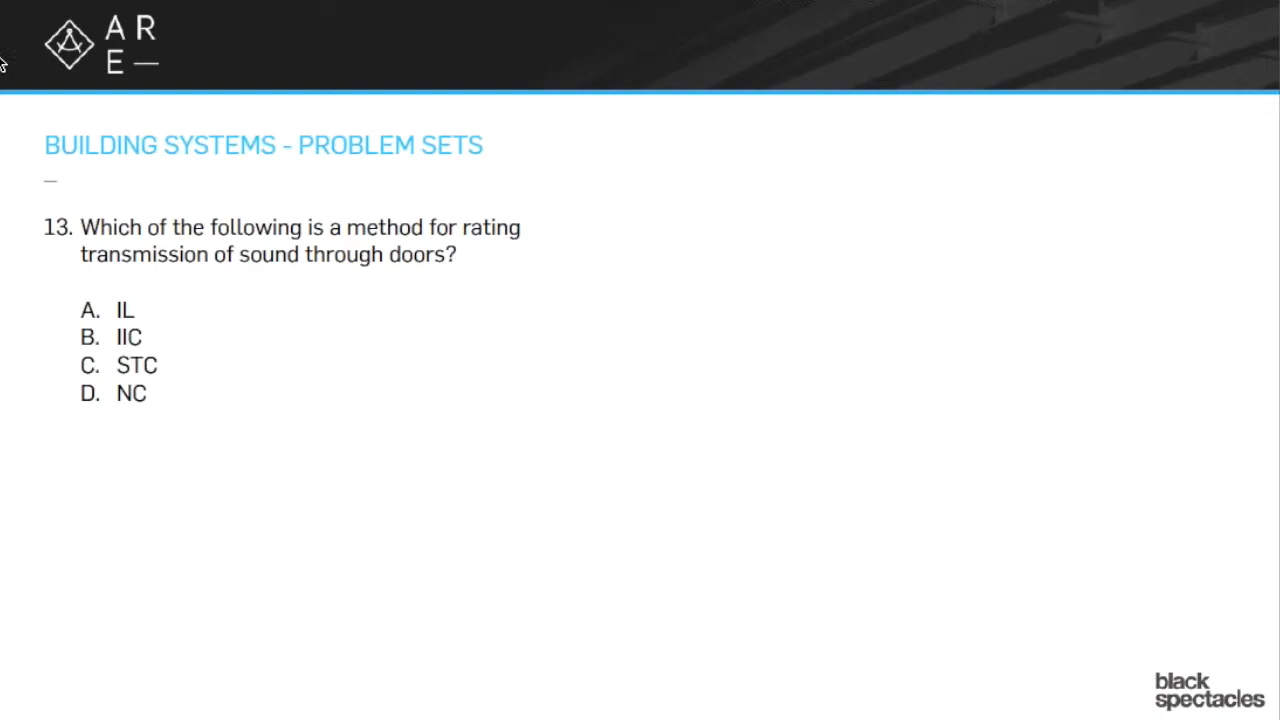 A R
E —
BUILDING SYSTEMS - PROBLEM SETS
–
13. Which of the following is a method for rating
transmission of sound through doors?
A. IL
B. IIC
C. STC
D. NC
black
spectacles